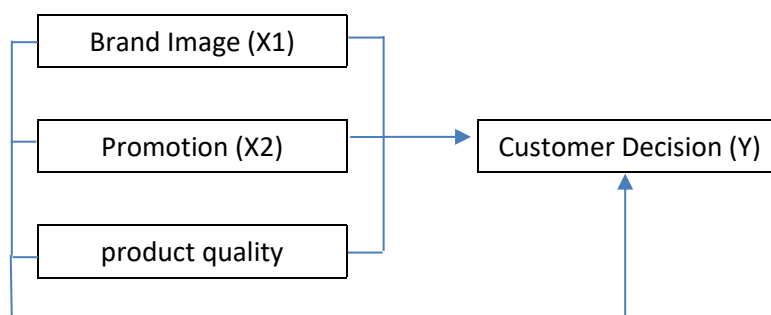 Brand Image (X1)
Promotion (X2)
Customer Decision (Y)
product quality